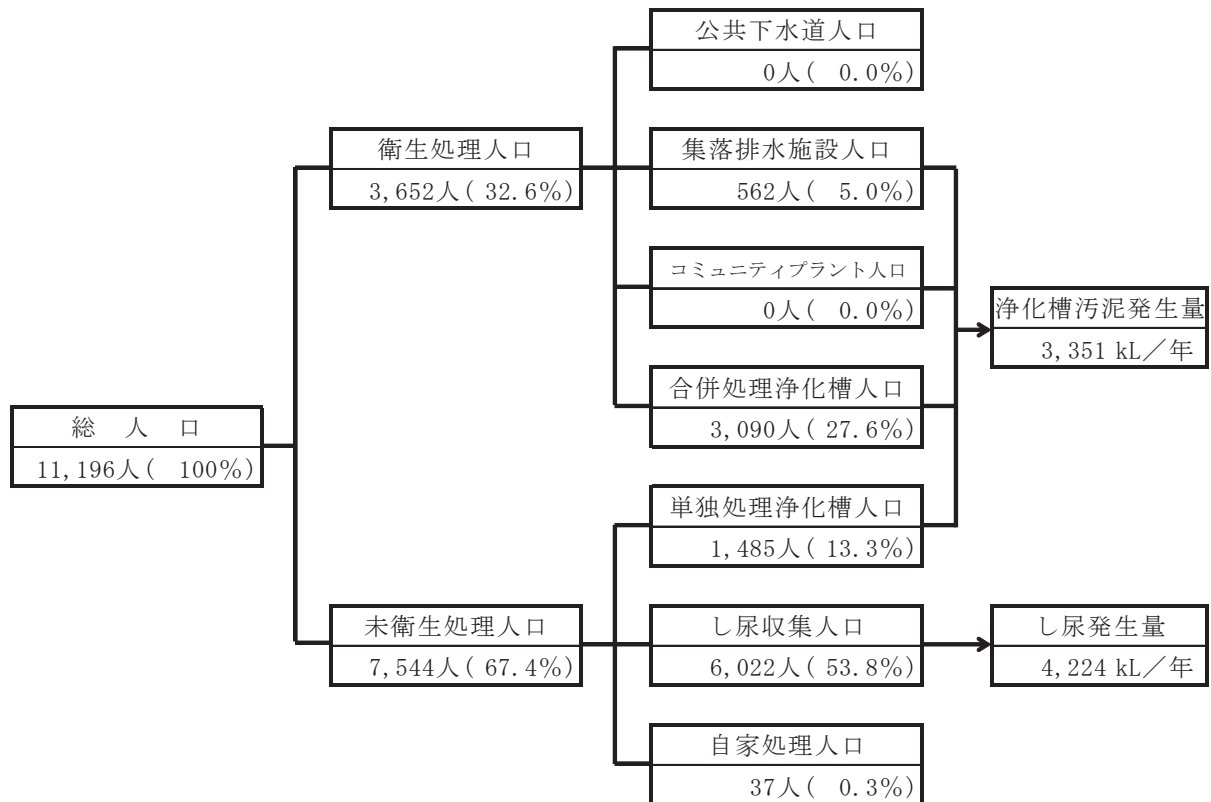 公共下水道人口
0人( 0.0%)
衛生処理人口
3,652人( 32.6%)
集落排水施設人口
562人( 5.0%)
コミュニティプラント人口
0人( 0.0%)
浄化槽汚泥発生量
3,351 kL/年
合併処理浄化槽人口
3,090人( 27.6%)
総 人 口
11,196人( 100%)
単独処理浄化槽人口
1,485人( 13.3%)
未衛生処理人口
7,544人( 67.4%)
し尿収集人口
6,022人( 53.8%)
し尿発生量
4,224 kL/年
自家処理人口
37人( 0.3%)